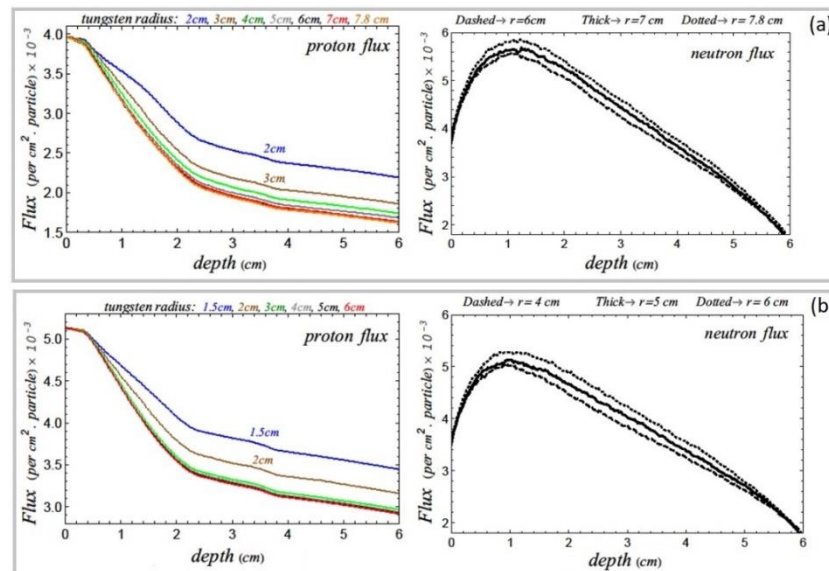 tungsten radius: 2cm, 3cm, 4cm, 5cm, 6cm, 7cm, 7.8 cm
proton flux
2cm
3cm
4.0
3.5
3.0
2.5
2.0
1.5
Flux (per cm². particle) × 10⁻³
0 1 2 3 4 5 6
depth (cm)
Dashed→ r=6cm Thick→ r=7 cm Dotted→ r= 7.8 cm
(a)
neutron flux
6
5
4
3
2
Flux (per cm². particle) × 10⁻³
0 1 2 3 4 5 6
depth (cm)
tungsten radius: 1.5cm, 2cm, 3cm, 4cm, 5cm, 6cm
proton flux
1.5cm
2cm
5.0
4.5
4.0
3.5
3.0
Flux (per cm². particle) × 10⁻³
0 1 2 3 4 5 6
depth (cm)
Dashed→ r= 4 cm Thick→ r=5 cm Dotted→ r= 6 cm
(b)
neutron flux
6
5
4
3
2
Flux (per cm². particle) × 10⁻³
0 1 2 3 4 5 6
depth (cm)